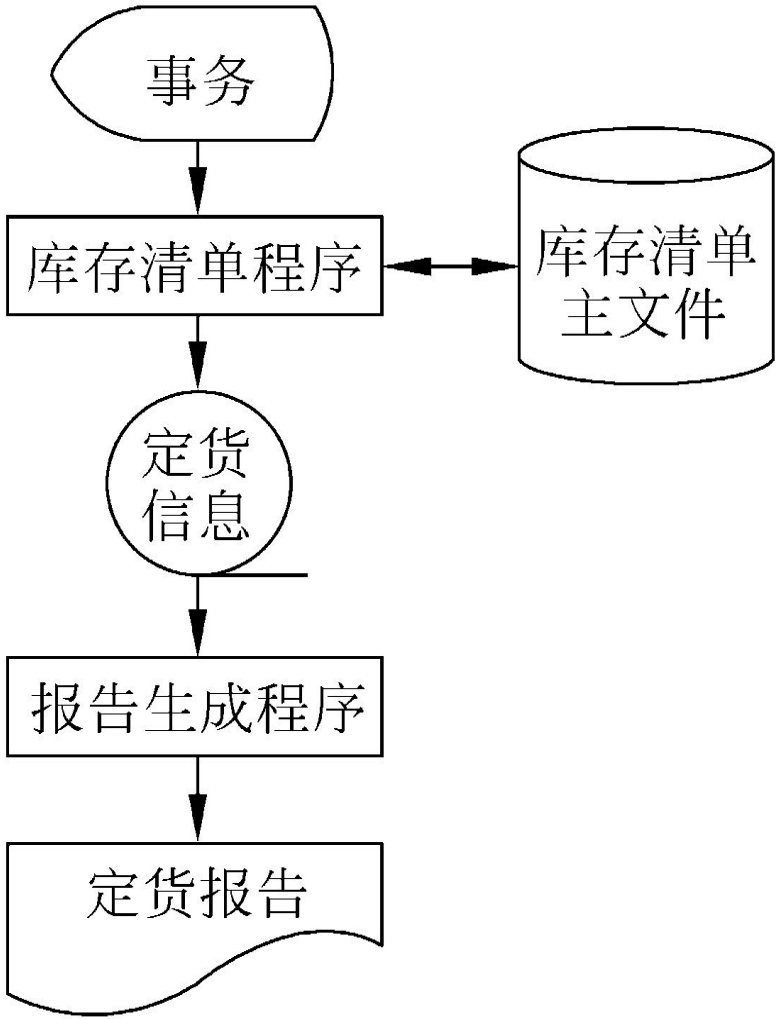 事务
库存清单程序
库存清单
主文件
定货
信息
报告生成程序
定货报告